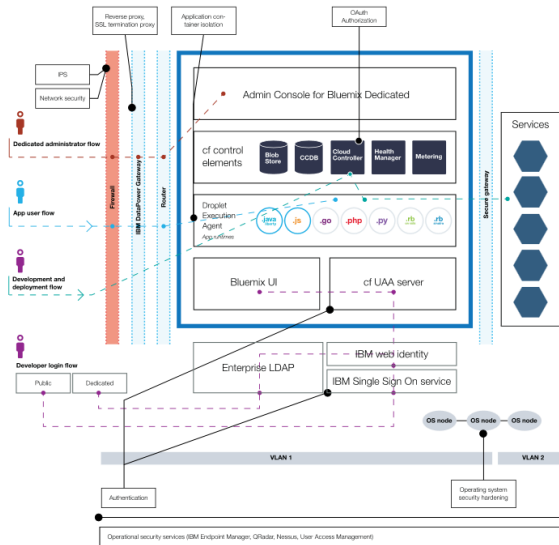 Reverse proxy,
SSL termination proxy
Application con-
tainer isolation
OAuth
Authorization
IPS
Network security
Admin Console for Bluemix Dedicated
Services
Dedicated administrator flow
cf control
elements
Blob
Store
CCDB
Cloud
Controller
Health
Manager
Metering
Firewall
IBM DataPower Gateway
Router
Secure gateway
App user flow
Droplet
Execution
Agent
.java
.js
.go
.php
.py
.rb
.rb
Development and
deployment flow
Bluemix UI
cf UAA server
Developer login flow
Public
Dedicated
Enterprise LDAP
IBM web identity
IBM Single Sign On service
OS node
OS node
OS node
VLAN 1
VLAN 2
Authentication
Operating system
security hardening
Operational security services (IBM Endpoint Manager, QRadar, Nessus, User Access Management)